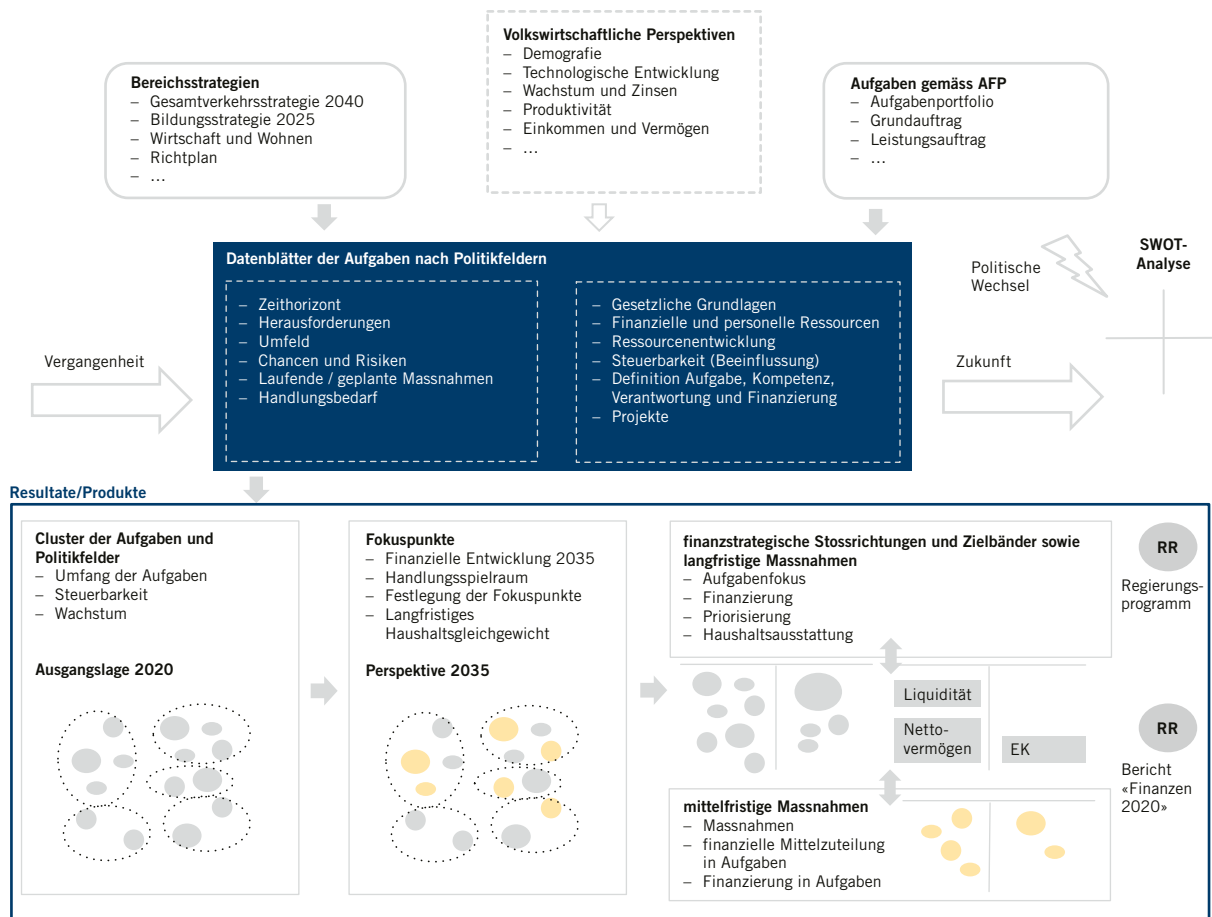 Bereichsstrategien
– Gesamtverkehrsstrategie 2040
– Bildungsstrategie 2025
– Wirtschaft und Wohnen
– Richtplan
– …
Volkswirtschaftliche Perspektiven
– Demografie
– Technologische Entwicklung
– Wachstum und Zinsen
– Produktivität
– Einkommen und Vermögen
– …
Aufgaben gemäss AFP
– Aufgabenportfolio
– Grundauftrag
– Leistungsauftrag
– …
Vergangenheit
Datenblätter der Aufgaben nach Politikfeldern
– Zeithorizont
– Herausforderungen
– Umfeld
– Chancen und Risiken
– Laufende / geplante Massnahmen
– Handlungsbedarf
– Gesetzliche Grundlagen
– Finanzielle und personelle Ressourcen
– Ressourcenentwicklung
– Steuerbarkeit (Beeinflussung)
– Definition Aufgabe, Kompetenz,
Verantwortung und Finanzierung
– Projekte
Politische
Wechsel
SWOT-
Analyse
Zukunft
Resultate/Produkte
Cluster der Aufgaben und
Politikfelder
– Umfang der Aufgaben
– Steuerbarkeit
– Wachstum
Ausgangslage 2020
Fokuspunkte
– Finanzielle Entwicklung 2035
– Handlungsspielraum
– Festlegung der Fokuspunkte
– Langfristiges
Haushaltsgleichgewicht
Perspektive 2035
finanzstrategische Stossrichtungen und Zielbänder sowie
langfristige Massnahmen
– Aufgabenfokus
– Finanzierung
– Priorisierung
– Haushaltsausstattung
Liquidität
Netto-
vermögen
EK
mittelfristige Massnahmen
– Massnahmen
– finanzielle Mittelzuteilung
in Aufgaben
– Finanzierung in Aufgaben
RR
Regierungs-
programm
RR
Bericht
«Finanzen
2020»